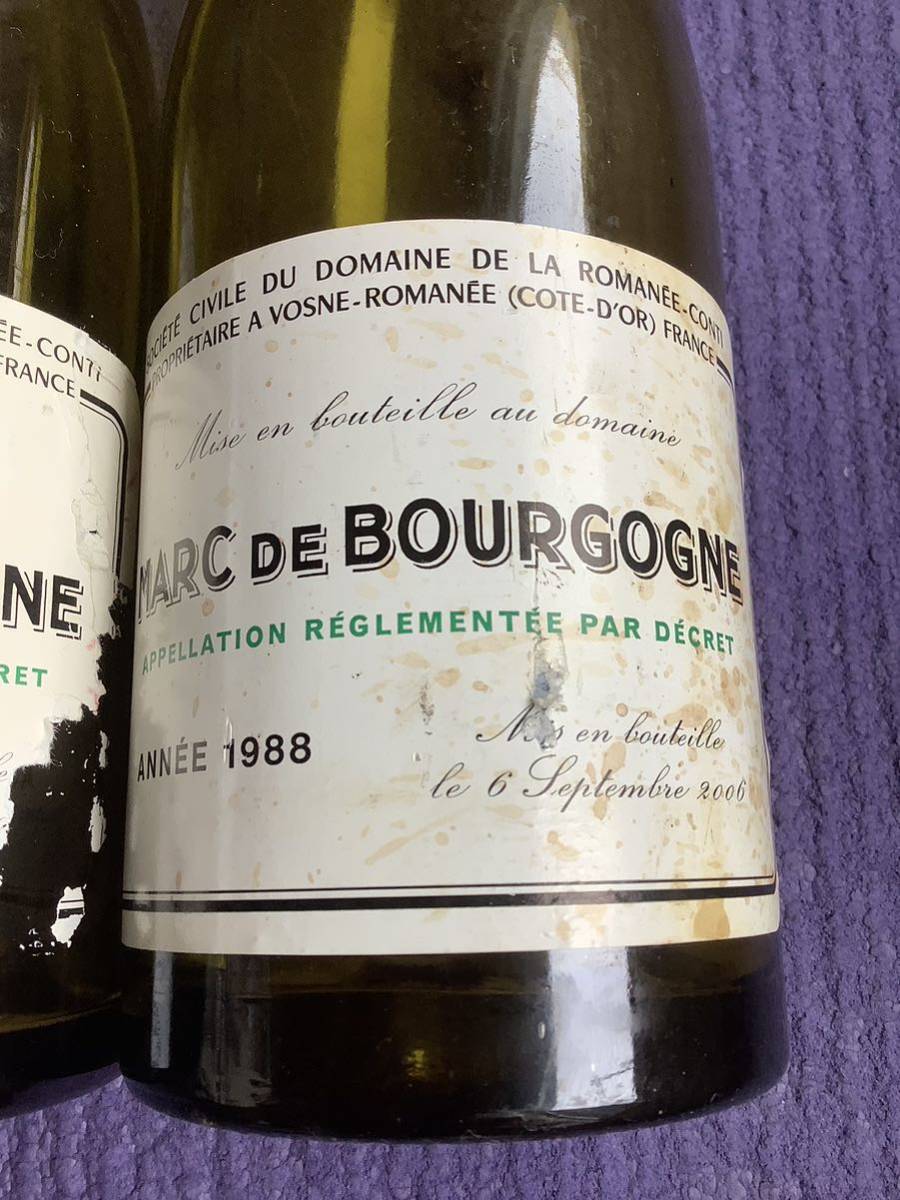 ÉE-CONTI
FRANCE
NE
RET
SOCIÉTÉ CIVILE DU DOMAINE DE LA ROMANÉE-CONTI
PROPRIÉTAIRE A VOSNE-ROMANÉE (COTE-D'OR) FRANCE
Mise en bouteille au domaine
MARC DE BOURGOGNE
APPELLATION RÉGLEMENTÉE PAR DÉCRET
ANNÉE 1988
Mis en bouteille
le 6 Septembre 2006